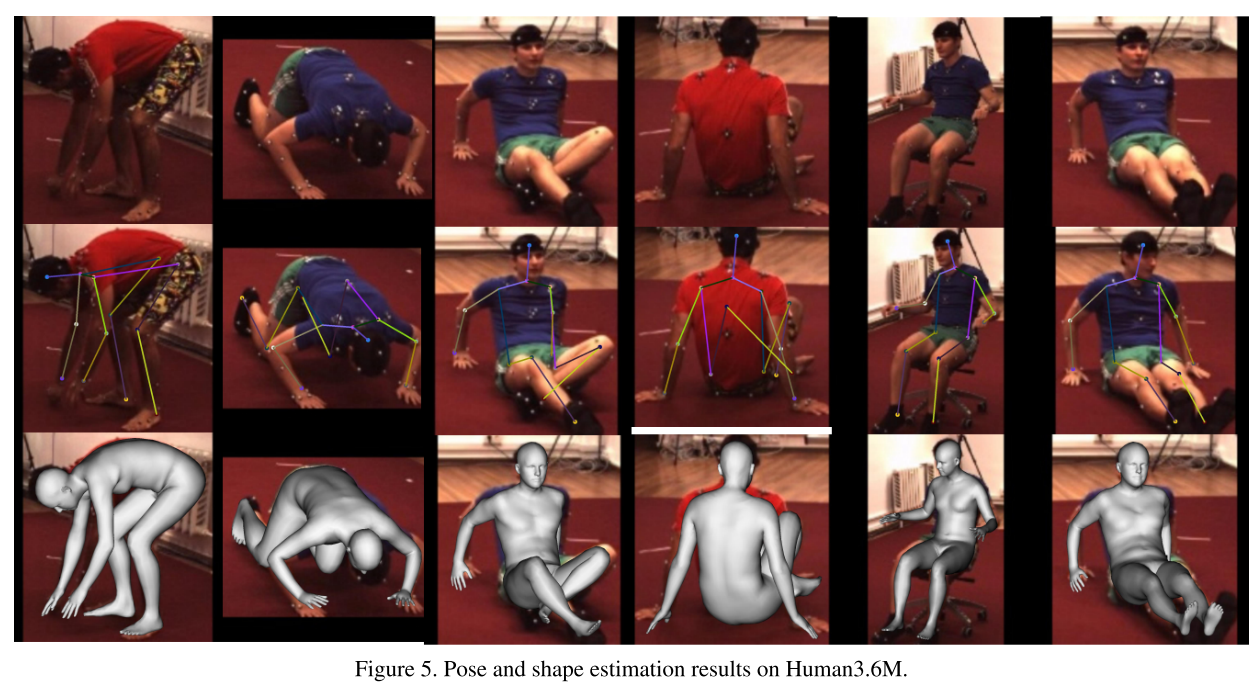 Figure 5. Pose and shape estimation results on Human3.6M.